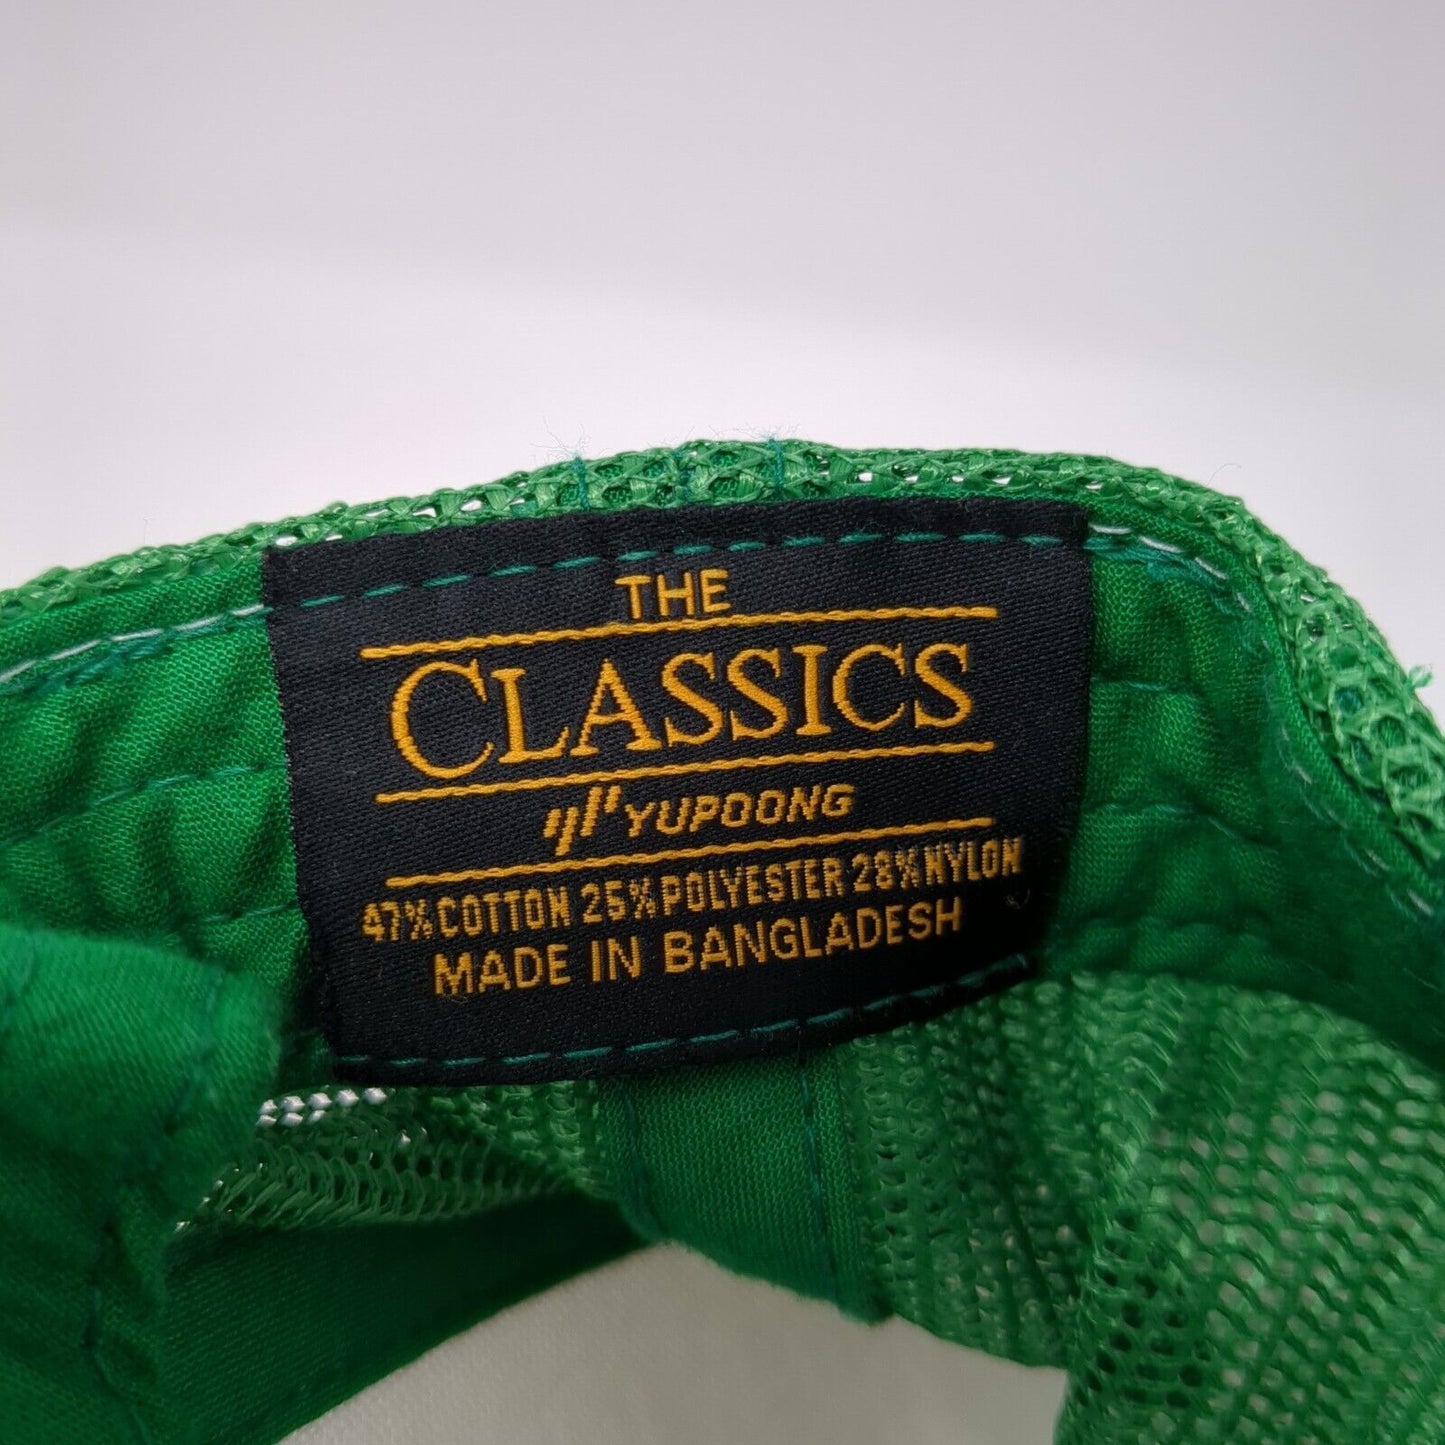 THE
CLASSICS
YUPOONG
47% COTTON 25% POLYESTER 28% NYLON
MADE IN BANGLADESH